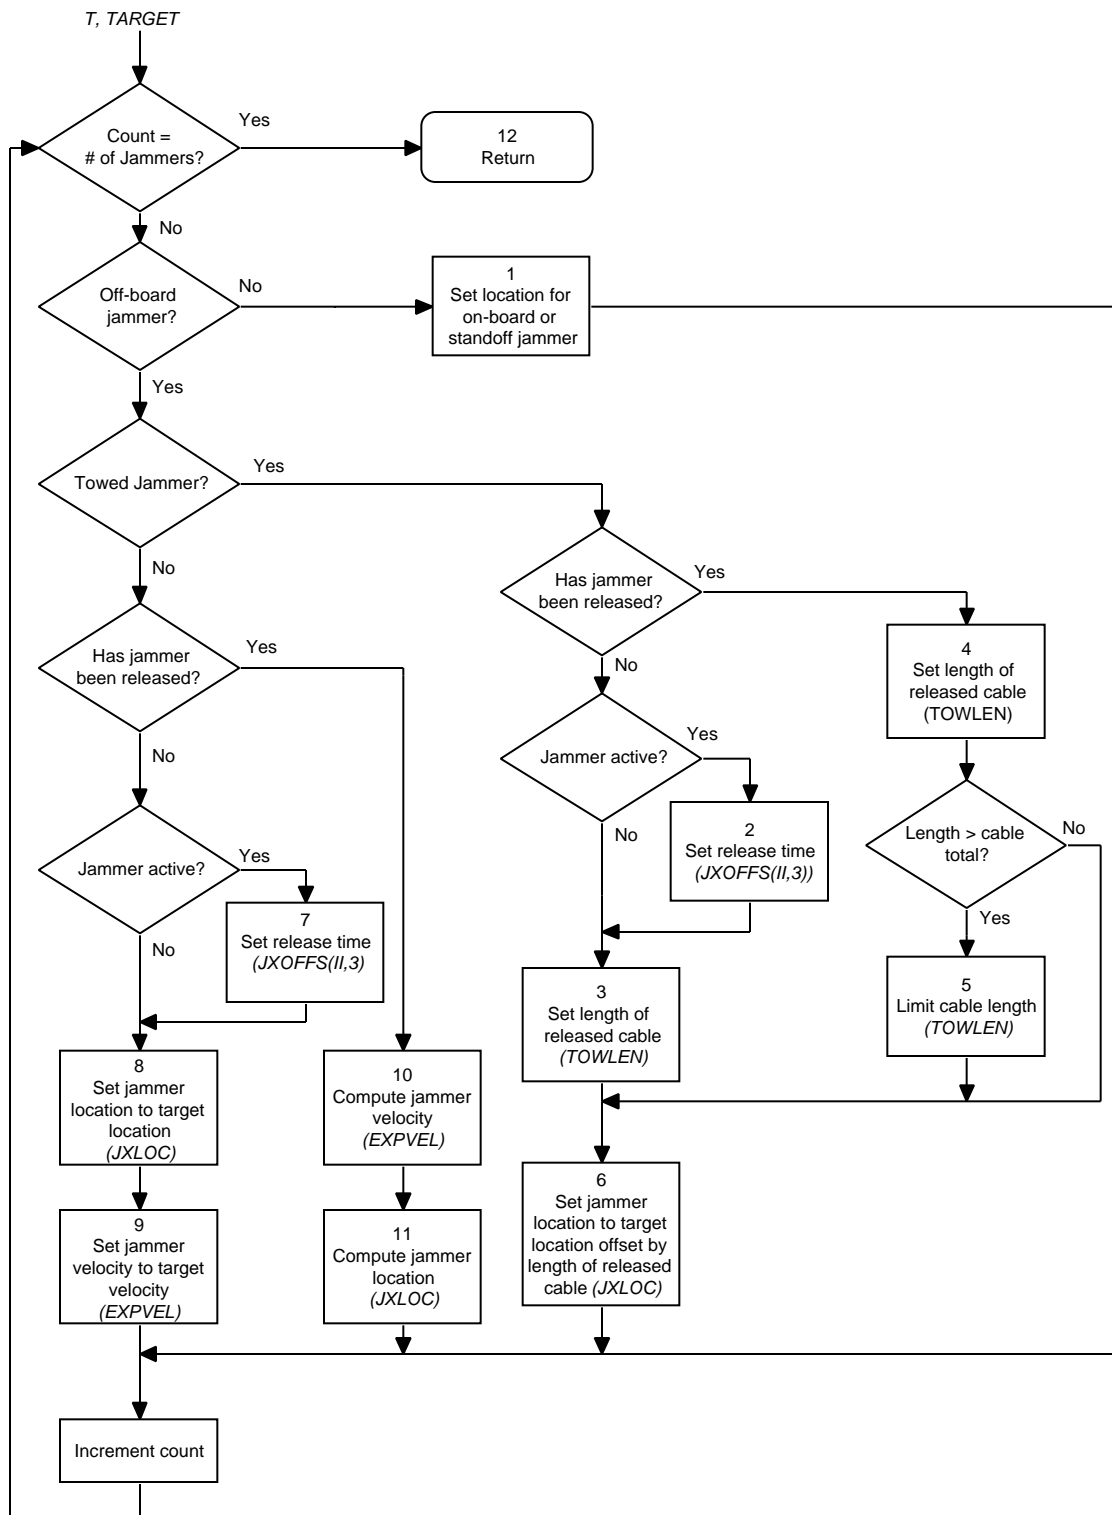 T, TARGET
Count =
# of Jammers?
Yes
12
Return
No
Off-board
jammer?
No
1
Set location for
on-board or
standoff jammer
Yes
Towed Jammer?
Yes
No
Has jammer
been released?
Yes
4
Set length of
released cable
(TOWLEN)
Has jammer
been released?
Yes
No
No
Jammer active?
Yes
2
Set release time
(JXOFFS(II,3))
No
Length > cable
total?
No
Yes
Jammer active?
Yes
7
Set release time
(JXOFFS(II,3)
No
3
Set length of
released cable
(TOWLEN)
5
Limit cable length
(TOWLEN)
8
Set jammer
location to target
location
(JXLOC)
10
Compute jammer
velocity
(EXPVEL)
6
Set jammer
location to target
location offset by
length of released
cable (JXLOC)
9
Set jammer
velocity to target
velocity
(EXPVEL)
11
Compute jammer
location
(JXLOC)
Increment count